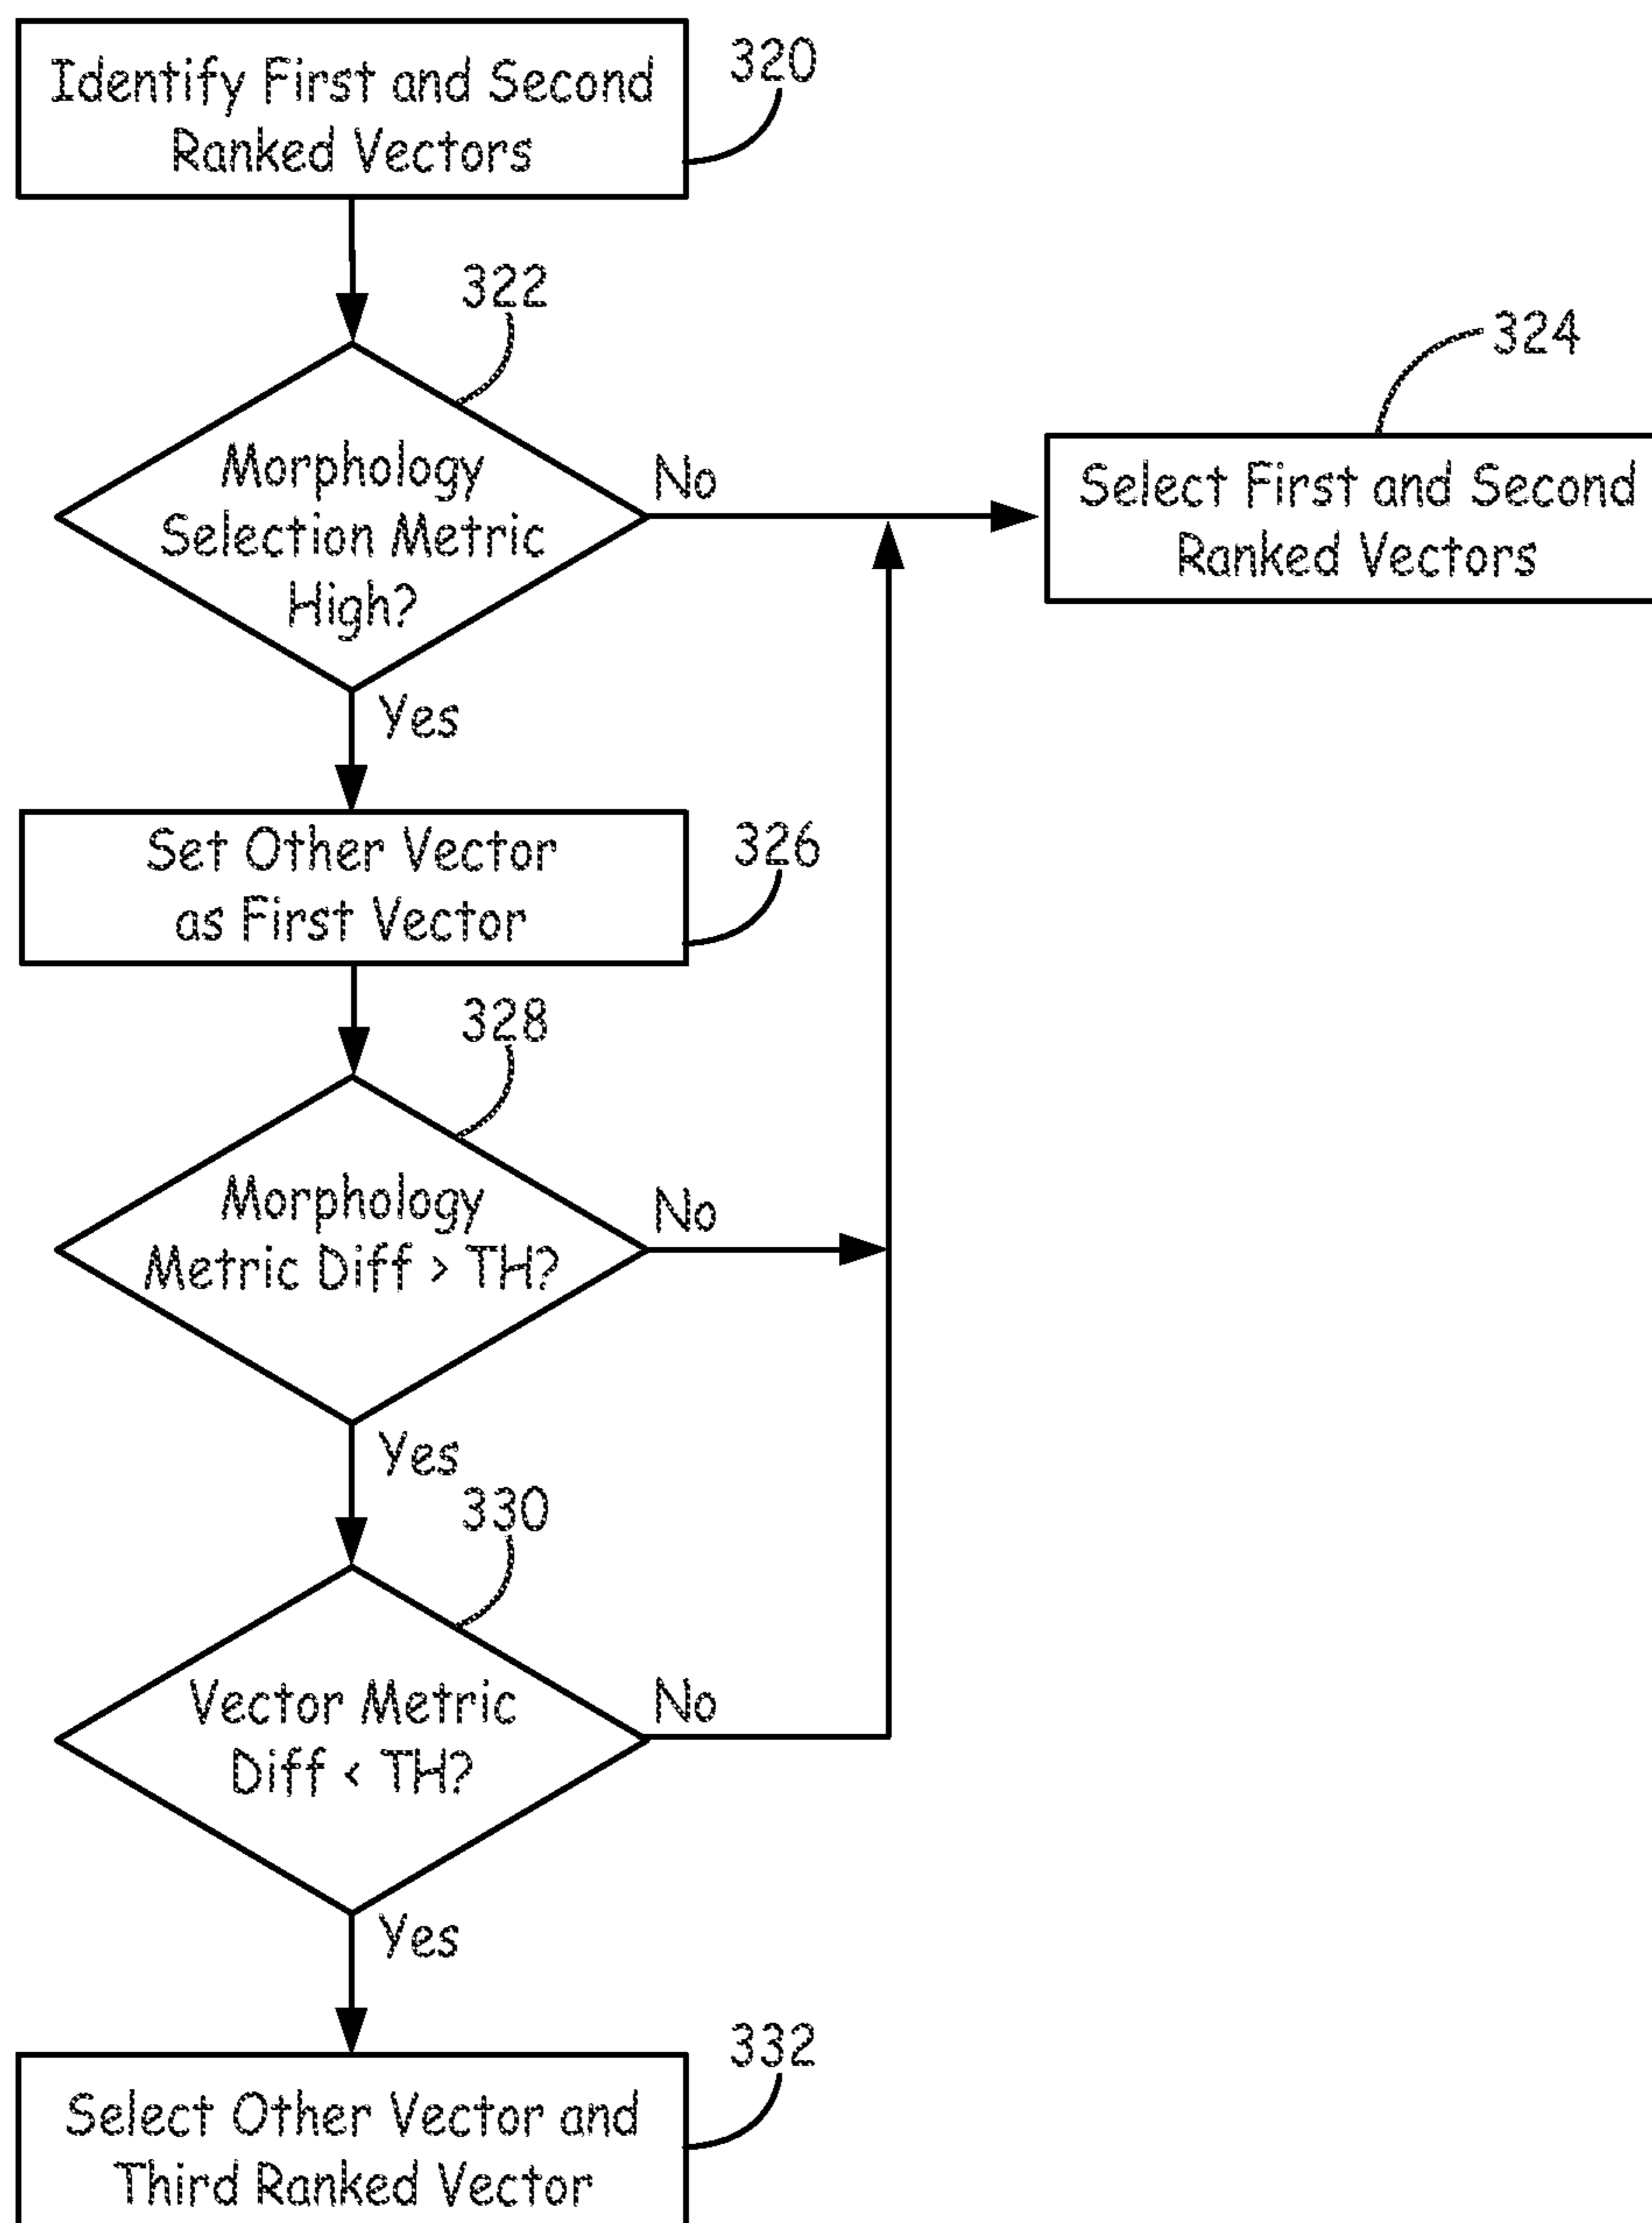 Identify First and Second
Ranked Vectors
320
322
Morphology
Selection Metric
High?
No
324
Select First and Second
Ranked Vectors
Yes
Set Other Vector
as First Vector
326
328
Morphology
Metric Diff > TH?
No
Yes
330
Vector Metric
Diff < TH?
No
Yes
332
Select Other Vector and
Third Ranked Vector